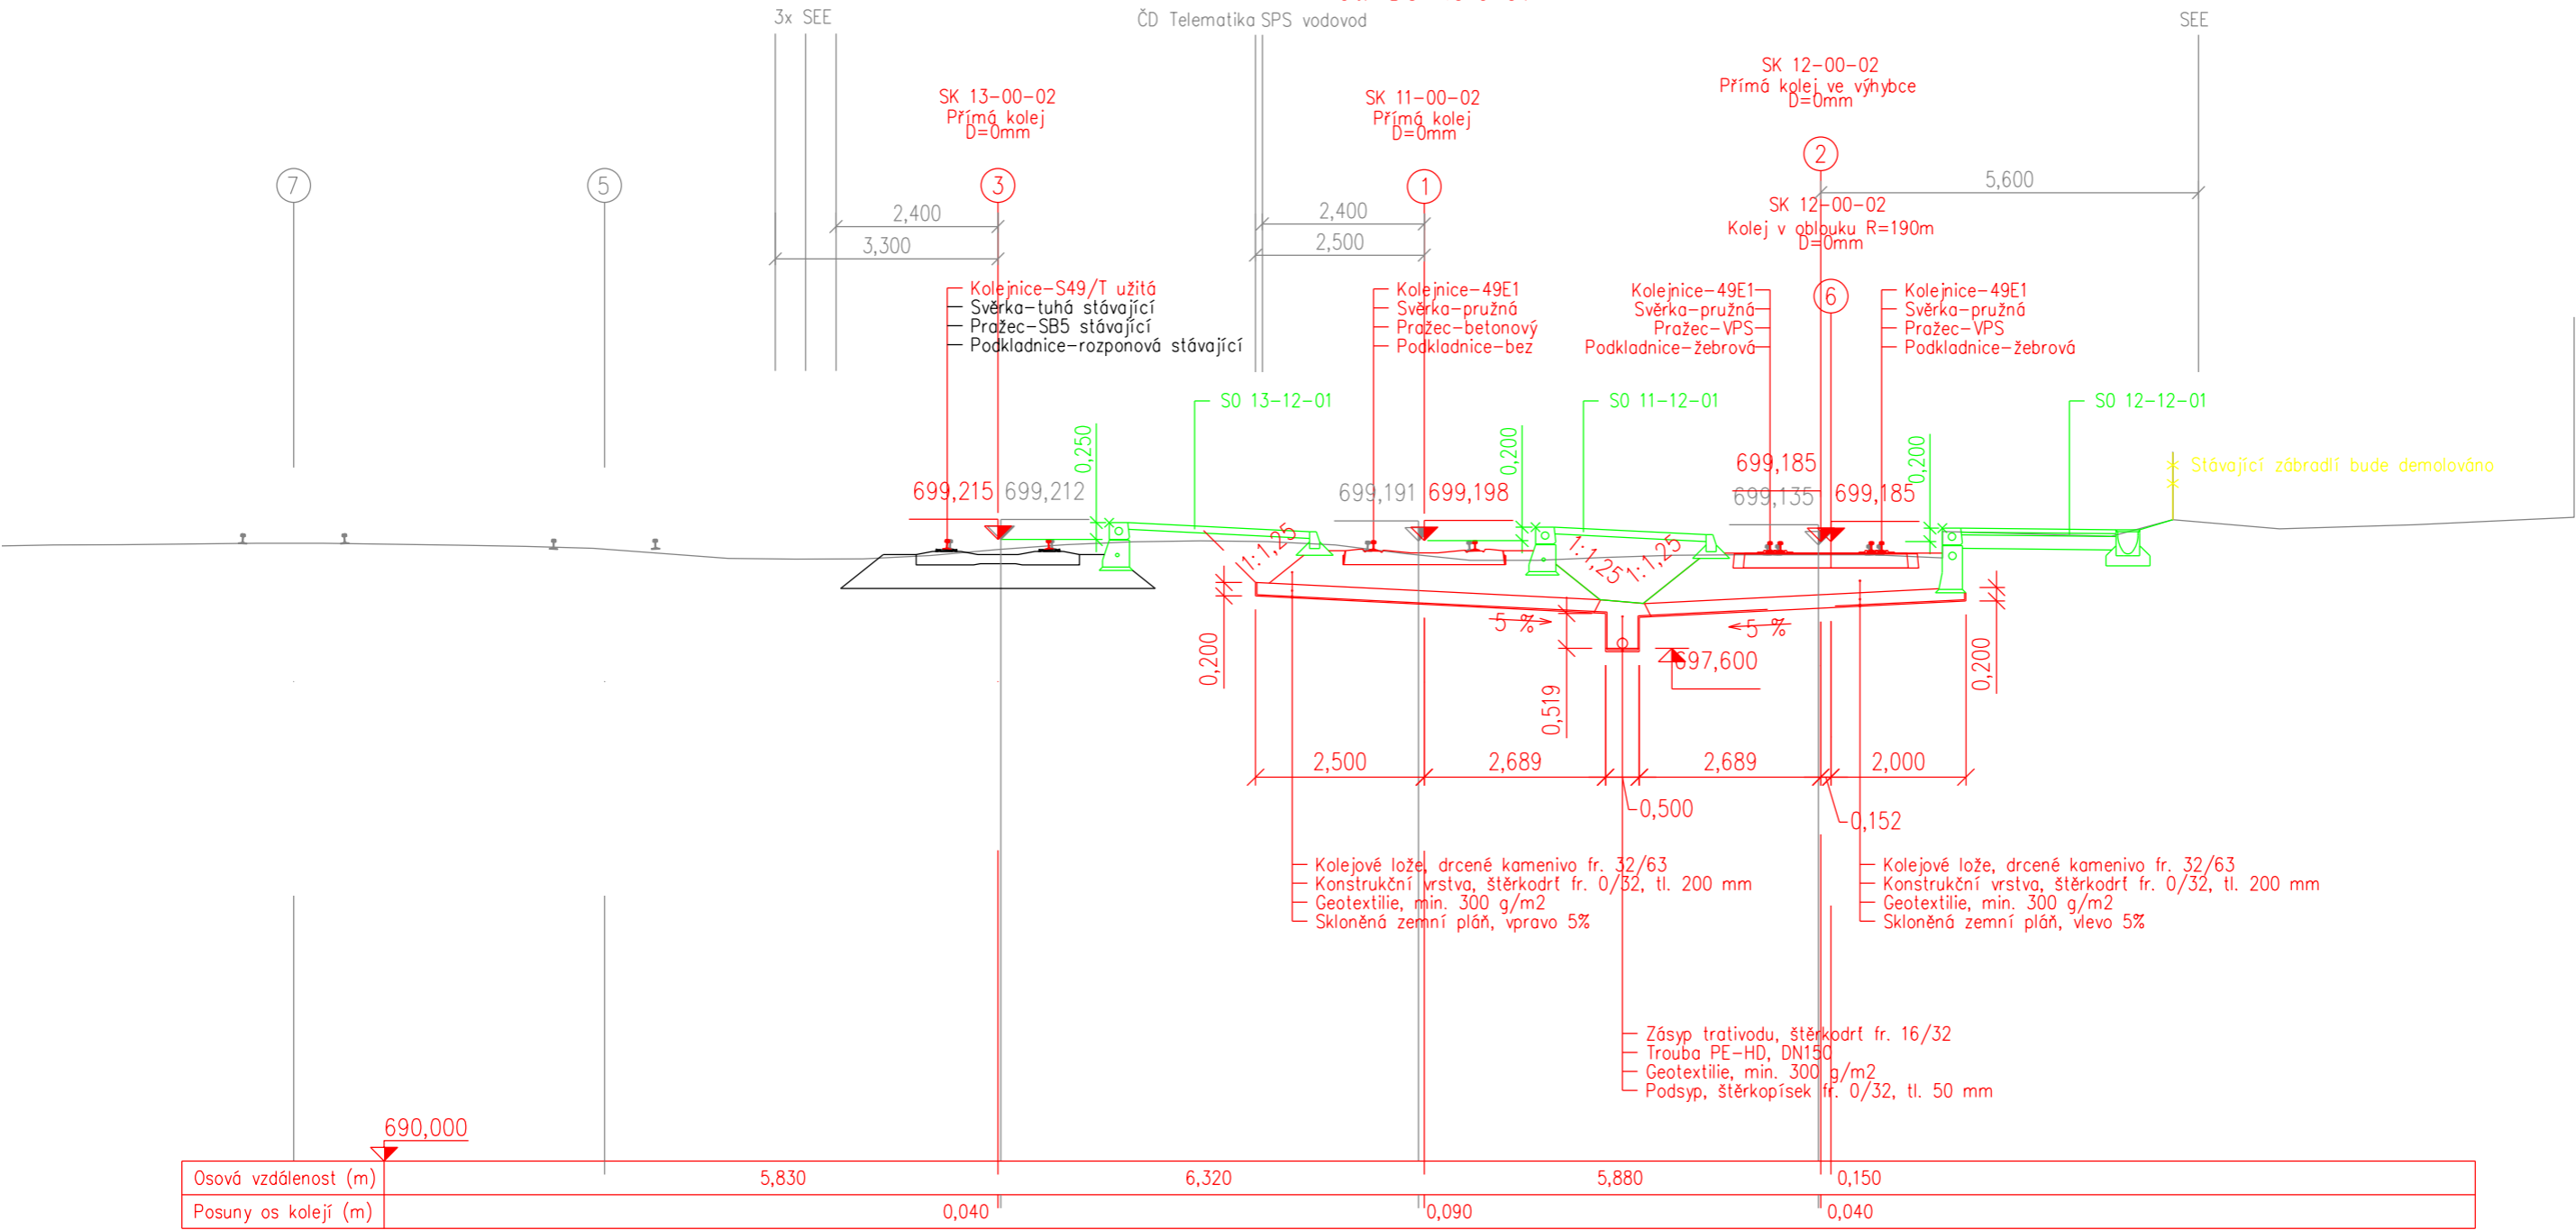 3x SEE
ČD Telematika SPS vodovod
SEE
SK 13-00-02
Přímá kolej
D=0mm
SK 11-00-02
Přímá kolej
D=0mm
SK 12-00-02
Přímá kolej ve výhybce
D=0mm
7
5
3
1
2
5,600
2,400
3,300
2,400
2,500
SK 12-00-02
Kolej v oblouku R=190m
D=0mm
6
Kolejnice-S49/T užitá
Svěrka-tuhá stávající
Pražec-SB5 stávající
Podkladnice-rozponová stávající
Kolejnice-49E1
Svěrka-pružná
Pražec-betonový
Podkladnice-bez
Kolejnice-49E1
Svěrka-pružná
Pražec-VPS
Podkladnice-žebrová
Kolejnice-49E1
Svěrka-pružná
Pražec-VPS
Podkladnice-žebrová
SO 13-12-01
SO 11-12-01
SO 12-12-01
0,250
0,200
0,200
Stávající zábradlí bude demolováno
699,215
699,212
699,191
699,198
699,185
699,135
699,185
1:1,25
1:1,25
1:1,25
5 %
5 %
0,200
0,519
697,600
0,200
2,500
2,689
2,689
2,000
0,500
0,152
Kolejové lože, drcené kamenivo fr. 32/63
Konstrukční vrstva, štěrkodrť fr. 0/32, tl. 200 mm
Geotextilie, min. 300 g/m2
Skloněná zemní pláň, vpravo 5%
Kolejové lože, drcené kamenivo fr. 32/63
Konstrukční vrstva, štěrkodrť fr. 0/32, tl. 200 mm
Geotextilie, min. 300 g/m2
Skloněná zemní pláň, vlevo 5%
Zásyp trativodu, štěrkodrť fr. 16/32
Trouba PE-HD, DN150
Geotextilie, min. 300 g/m2
Podsyp, štěrkopísek fr. 0/32, tl. 50 mm
690,000
Osová vzdálenost (m)
5,830
6,320
5,880
0,150
Posuny os kolejí (m)
0,040
0,090
0,040